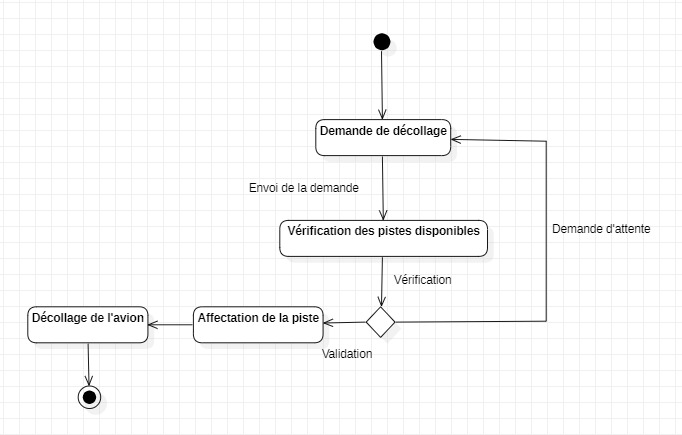 Demande de décollage
Envoi de la demande
Vérification des pistes disponibles
Demande d'attente
Vérification
Décollage de l'avion
Affectation de la piste
Validation